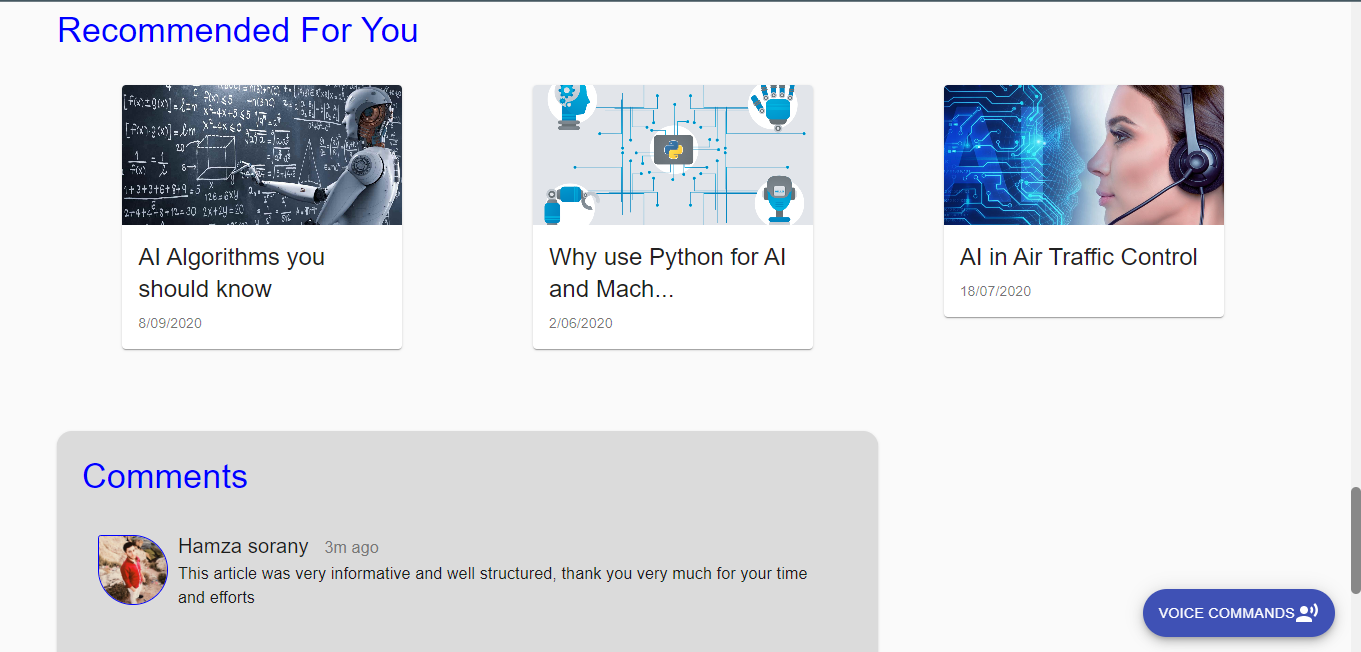 Recommended For You
AI Algorithms you
should know
8/09/2020
Why use Python for AI
and Mach...
2/06/2020
AI in Air Traffic Control
18/07/2020
Comments
Hamza sorany 3m ago
This article was very informative and well structured, thank you very much for your time
and efforts
VOICE COMMANDS